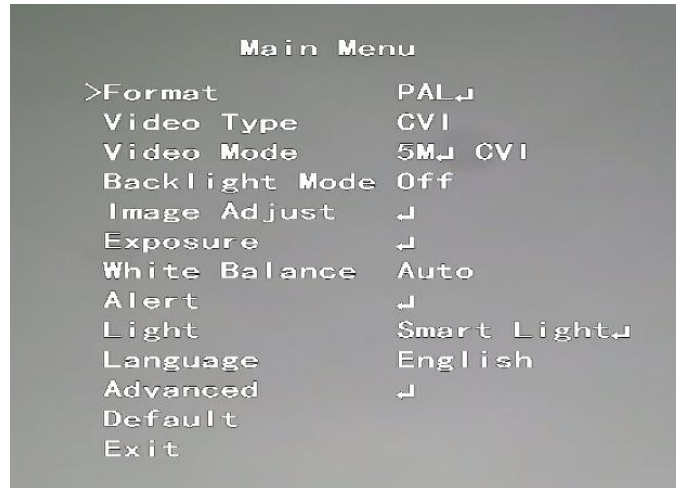 Main Menu
>Format PAL↵
Video Type CVI
Video Mode 5M↵ CVI
Backlight Mode Off
Image Adjust ↵
Exposure ↵
White Balance Auto
Alert ↵
Light Smart Light↵
Language English
Advanced ↵
Default
Exit